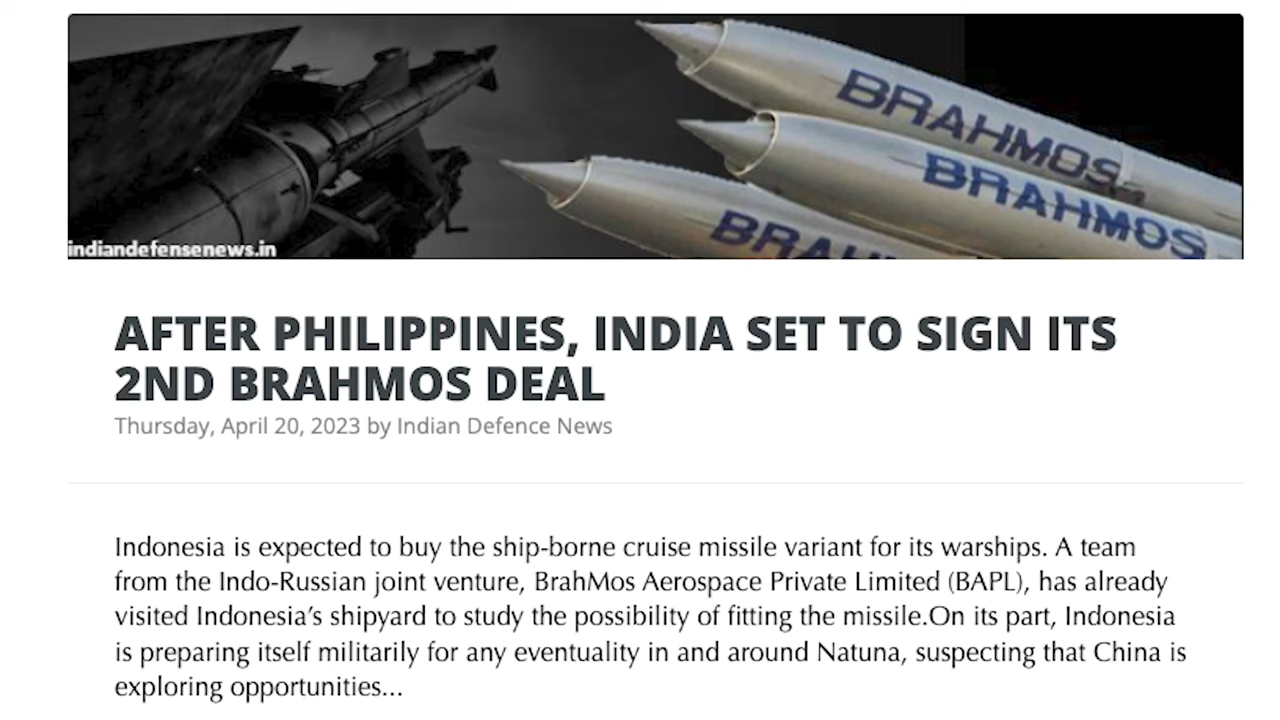 BRAHMOS
BRAHMOS
BRAHM
indiandefensenews.in
AFTER PHILIPPINES, INDIA SET TO SIGN ITS
2ND BRAHMOS DEAL
Thursday, April 20, 2023 by Indian Defence News
Indonesia is expected to buy the ship-borne cruise missile variant for its warships. A team
from the Indo-Russian joint venture, BrahMos Aerospace Private Limited (BAPL), has already
visited Indonesia’s shipyard to study the possibility of fitting the missile.On its part, Indonesia
is preparing itself militarily for any eventuality in and around Natuna, suspecting that China is
exploring opportunities...